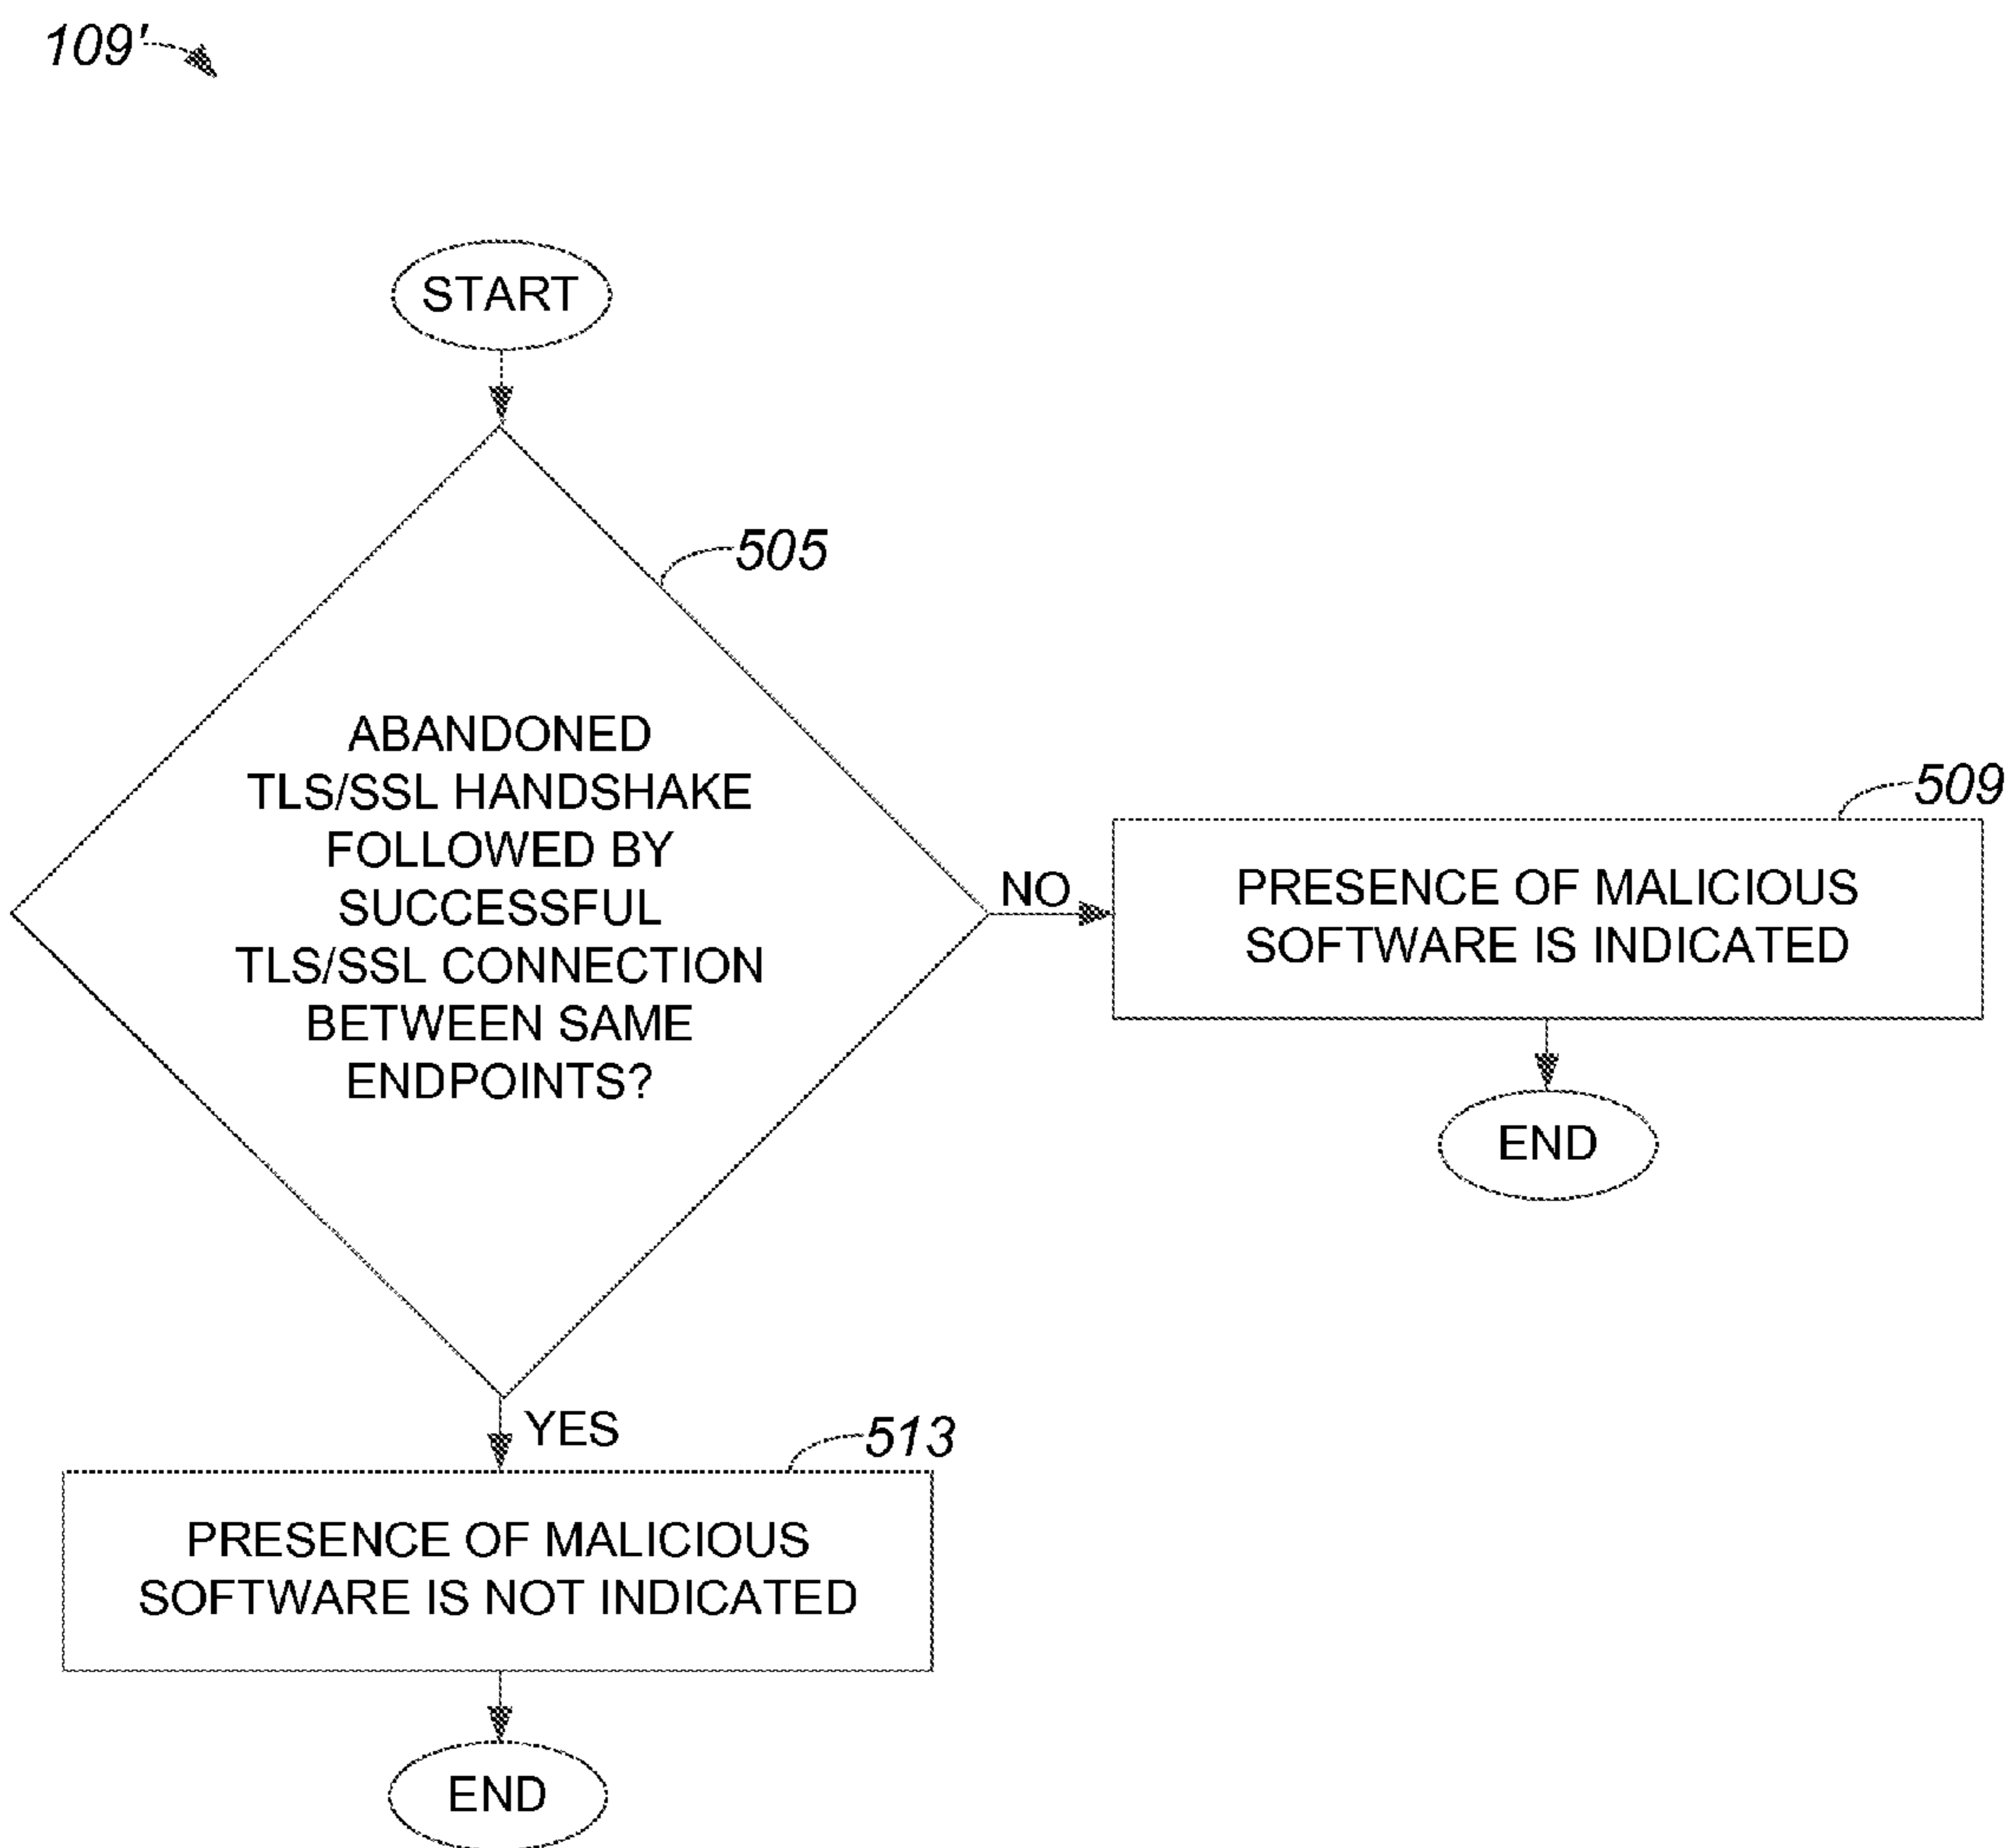 109'
START
505
ABANDONED
TLS/SSL HANDSHAKE
FOLLOWED BY
SUCCESSFUL
TLS/SSL CONNECTION
BETWEEN SAME
ENDPOINTS?
NO
509
PRESENCE OF MALICIOUS
SOFTWARE IS INDICATED
END
YES
513
PRESENCE OF MALICIOUS
SOFTWARE IS NOT INDICATED
END